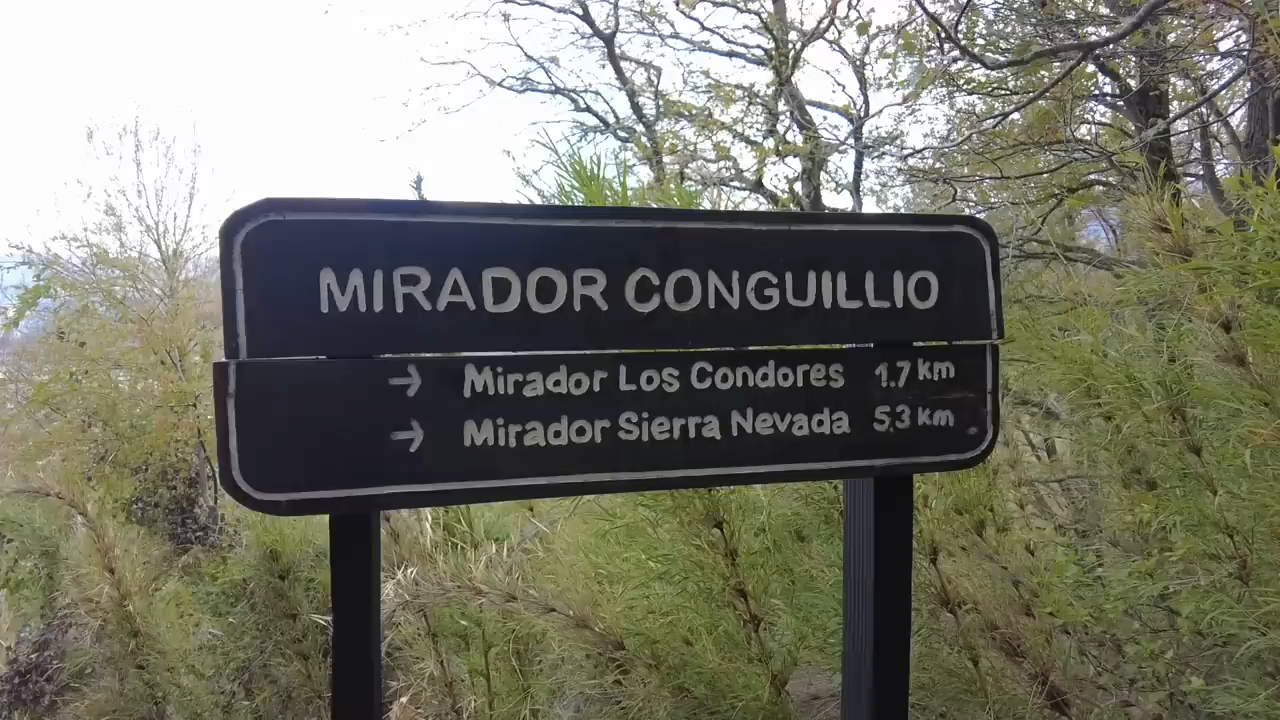 MIRADOR CONGUILLIO
→ Mirador Los Condores 1.7 km
→ Mirador Sierra Nevada 5.3 km